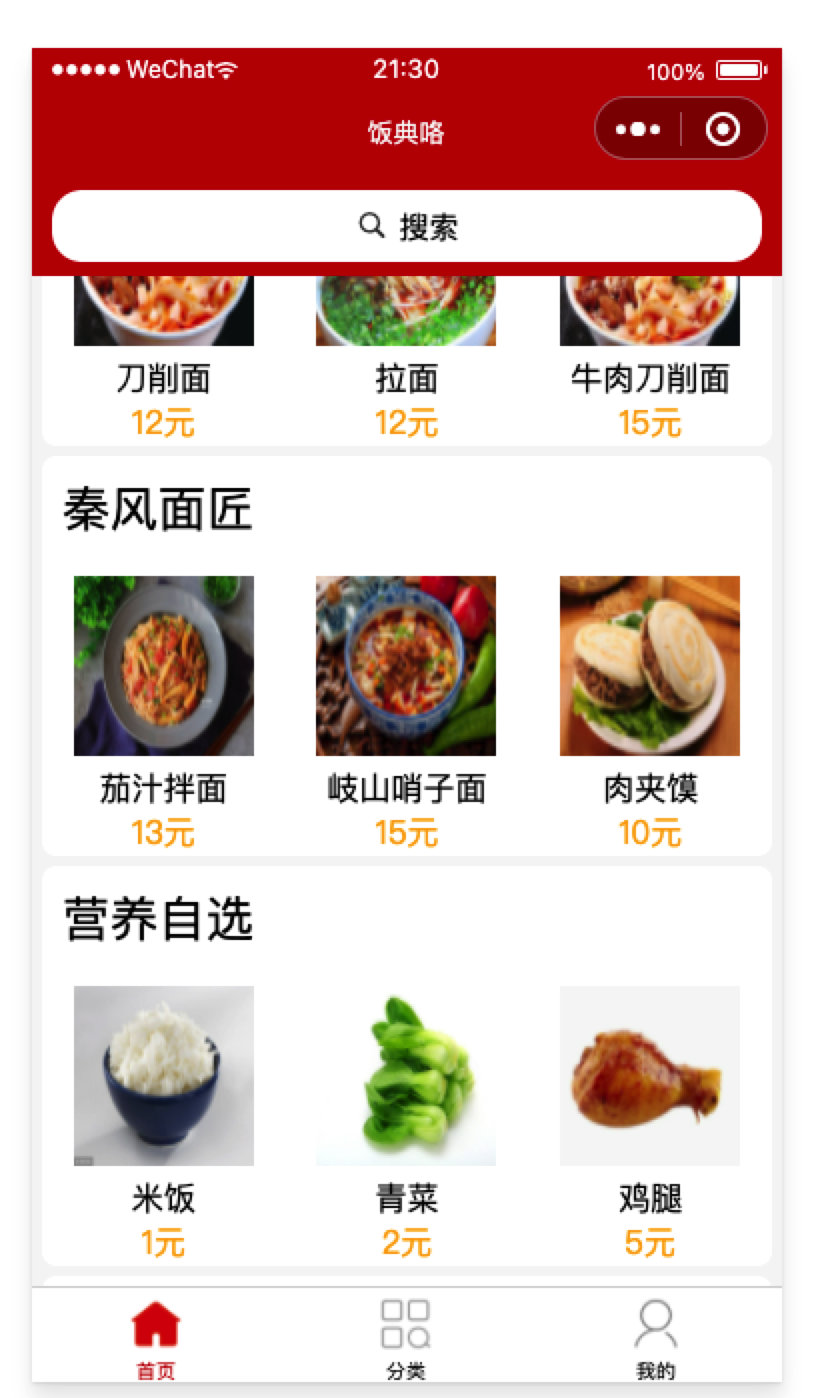 WeChat 21:30 100%
饭典咯
搜索
刀削面 拉面 牛肉刀削面
12元 12元 15元
秦风面匠
茄汁拌面 岐山哨子面 肉夹馍
13元 15元 10元
营养自选
米饭 青菜 鸡腿
1元 2元 5元
首页 分类 我的